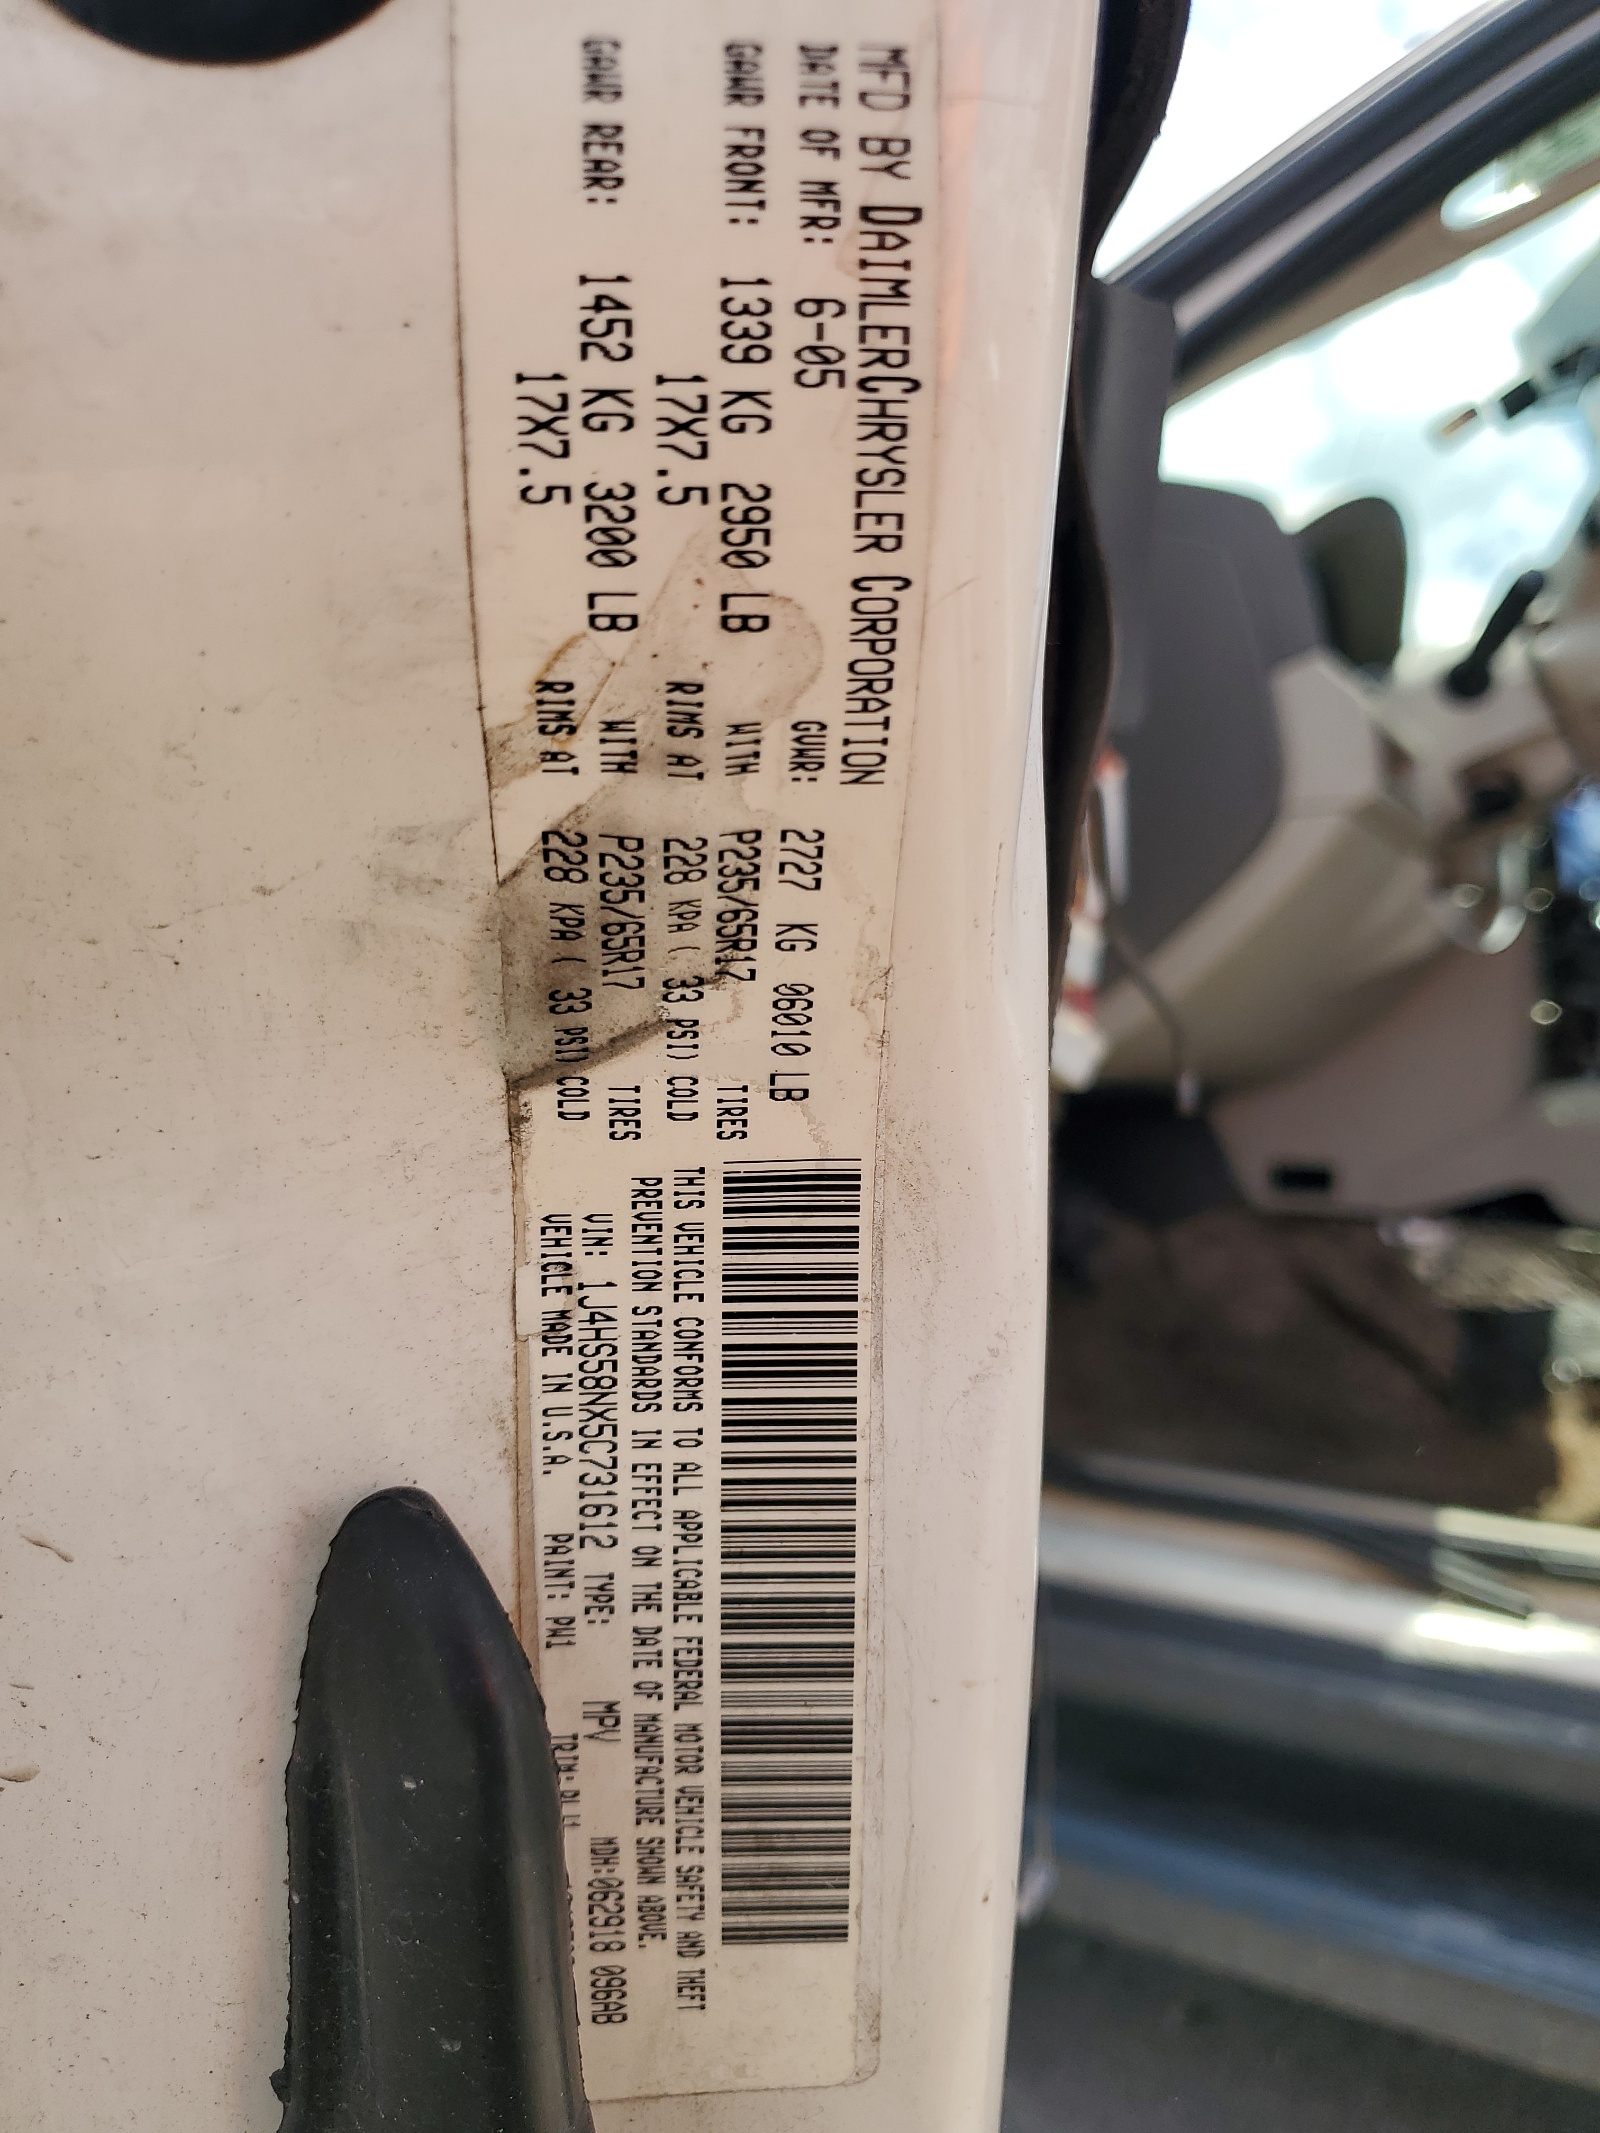 MFD BY DAIMLERCHRYSLER CORPORATION
DATE OF MFR: 6-05 GVWR: 2727 KG 06010 LB
GAWR FRONT: 1339 KG 2950 LB WITH P235/65R17 TIRES
17X7.5 RIMS AT 228 KPA ( 33 PSI) COLD
GAWR REAR: 1452 KG 3200 LB WITH P235/65R17 TIRES
17X7.5 RIMS AT 228 KPA ( 33 PSI) COLD
THIS VEHICLE CONFORMS TO ALL APPLICABLE FEDERAL MOTOR VEHICLE SAFETY AND THEFT
PREVENTION STANDARDS IN EFFECT ON THE DATE OF MANUFACTURE SHOWN ABOVE.
VIN: 1J4HS58NX5C731612 TYPE: MPV MDH:062918 096AB
VEHICLE MADE IN U.S.A. PAINT: PW1 TRIM: